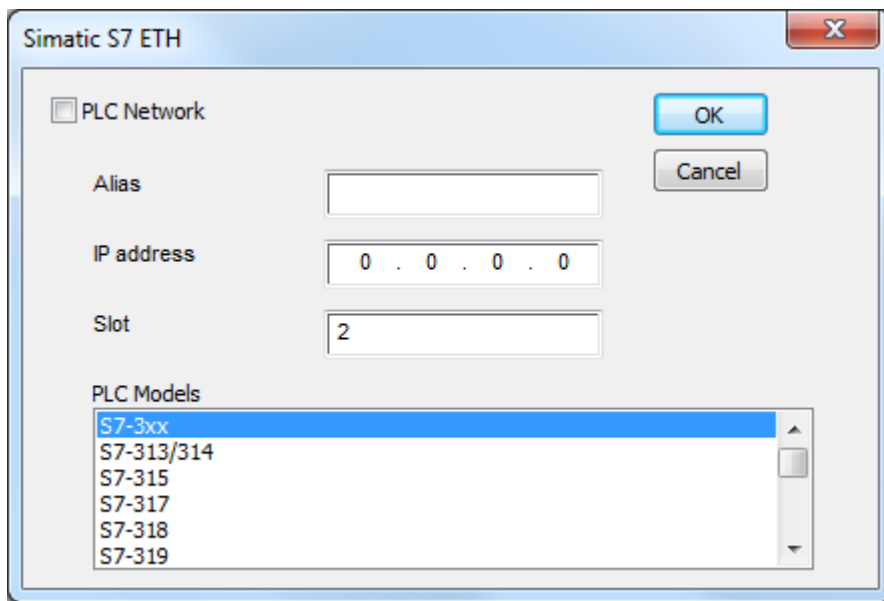 Simatic S7 ETH
PLC Network
OK
Cancel
Alias
IP address
0 . 0 . 0 . 0
Slot
2
PLC Models
S7-3xx
S7-313/314
S7-315
S7-317
S7-318
S7-319